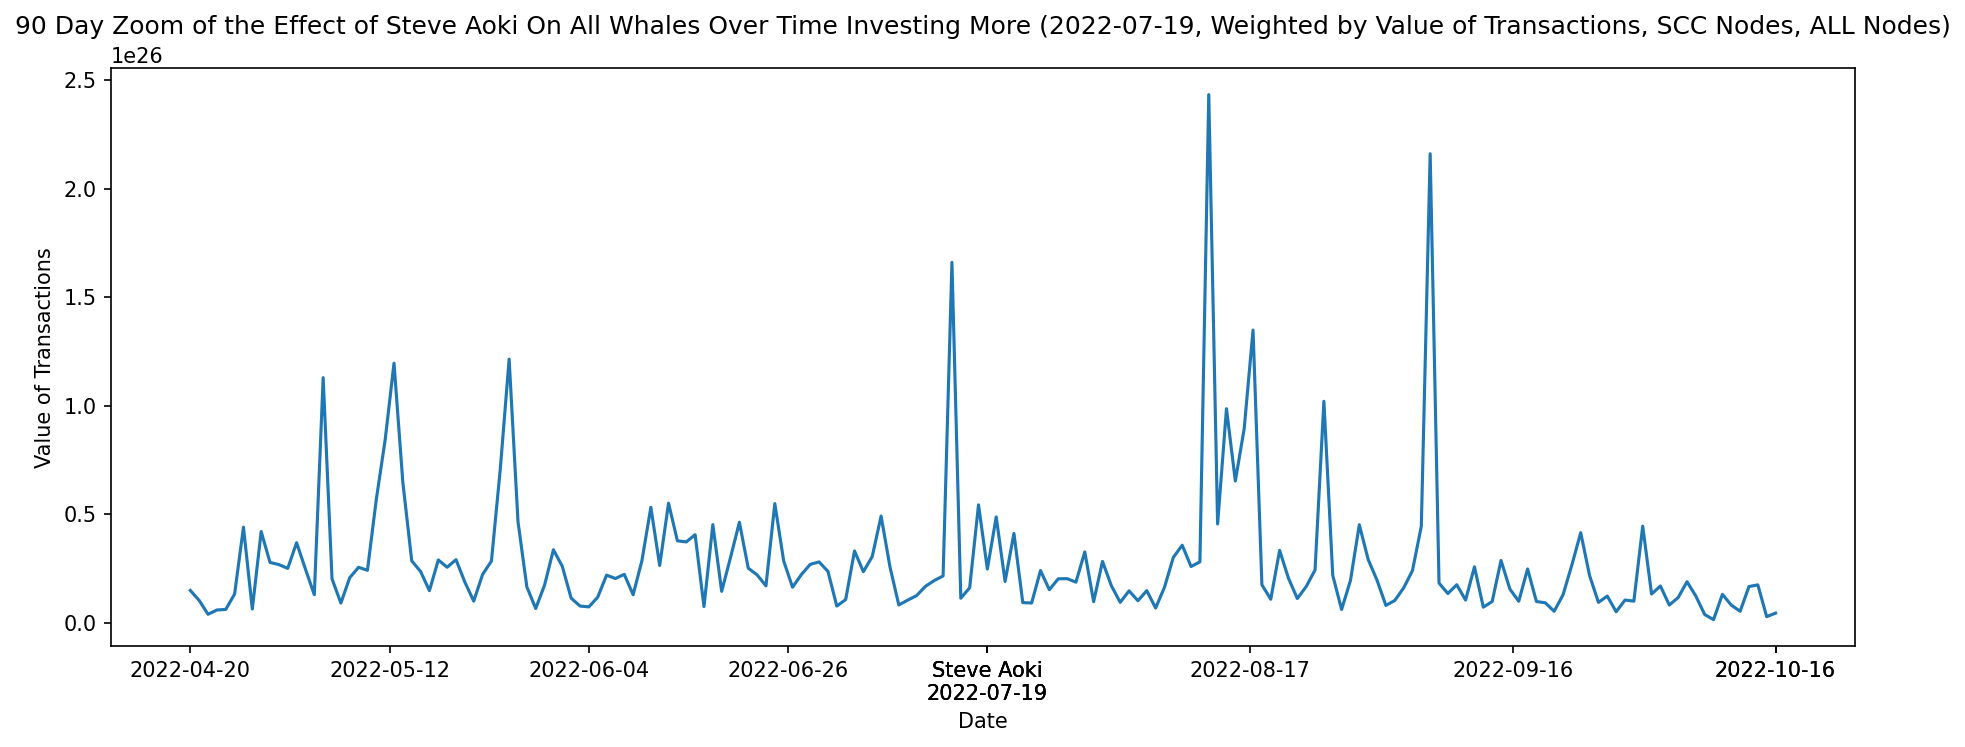 90 Day Zoom of the Effect of Steve Aoki On All Whales Over Time Investing More (2022-07-19, Weighted by Value of Transactions, SCC Nodes, ALL Nodes)
1e26
2.5
2.0
1.5
1.0
0.5
0.0
Value of Transactions
2022-04-20
2022-05-12
2022-06-04
2022-06-26
Steve Aoki
2022-07-19
2022-08-17
2022-09-16
2022-10-16
Date